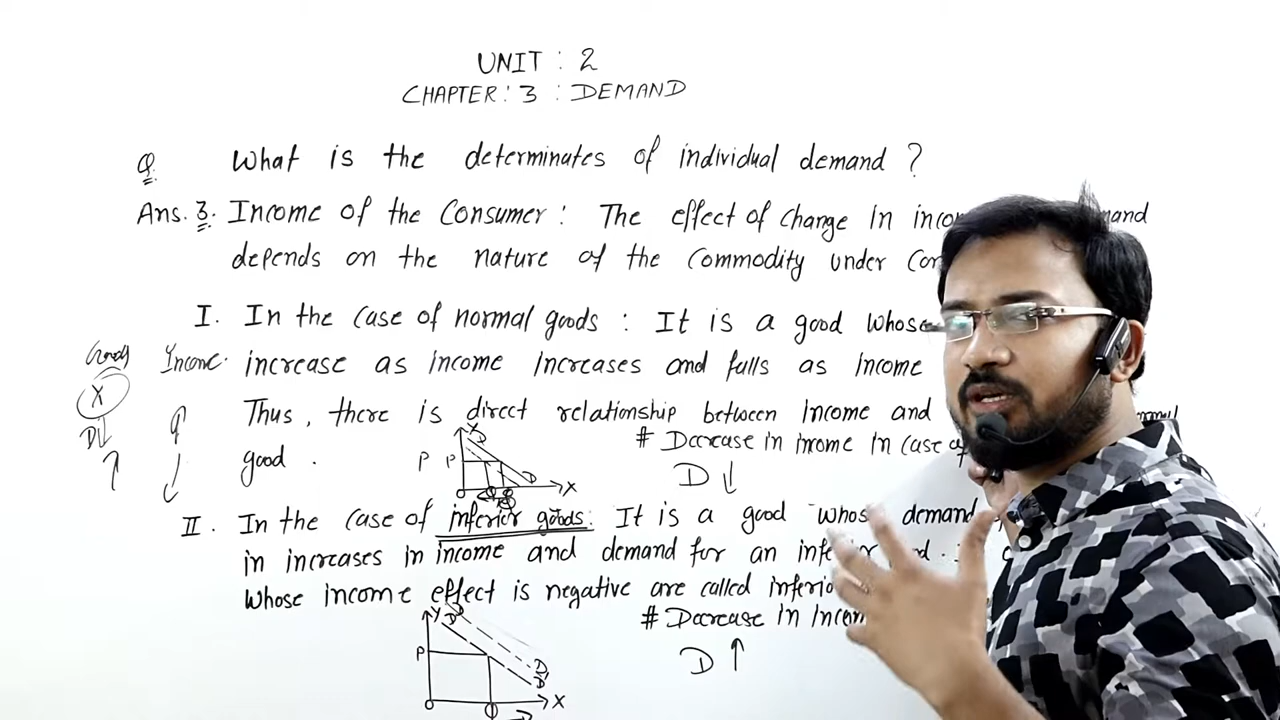 UNIT : 2
CHAPTER : 3 : DEMAND
Q. What is the determinates of individual demand ?
Ans. 3. Income of the Consumer : The effect of change in
depends on the nature of the commodity under
I. In the case of normal goods : It is a good whose
Goods Income.
increase as income increases and falls as income
X
Thus, there is direct relationship between income and
D↓ ↑
good .
↑ ↓
# Decrease in income in case of
D ↓
Y D
P P
D
O Q X
II. In the case of inferior goods : It is a good whose demand
in increases in income and demand for an
whose income effect is negative are called
# Decrease in
D ↑
Y D
P
D
D'
O Q X